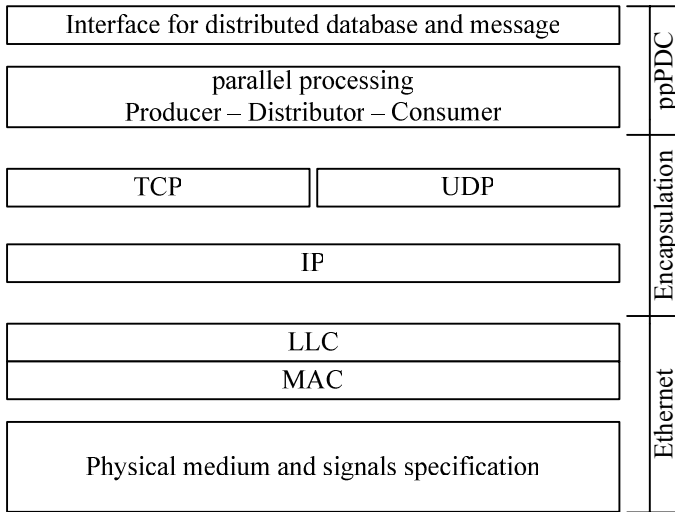 Interface for distributed database and message
parallel processing
Producer – Distributor – Consumer
ppPDC
TCP
UDP
IP
Encapsulation
LLC
MAC
Physical medium and signals specification
Ethernet